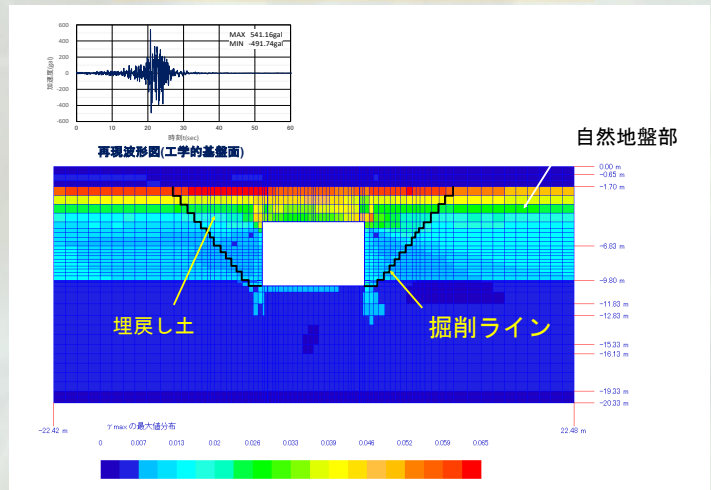 600
400
200
0
-200
-400
-600
加速度(gal)
MAX 541.16gal
MIN -491.74gal
0 10 20 30 40 50 60
時刻t(sec)
再現波形図(工学的基盤面)
自然地盤部
0.00 m
-0.65 m
-1.70 m
-6.83 m
-9.80 m
-11.83 m
-12.83 m
-15.33 m
-16.13 m
-19.33 m
-20.33 m
埋戻し土
掘削ライン
-22.42 m
22.48 m
γmax の最大値分布
0 0.007 0.013 0.02 0.026 0.033 0.039 0.046 0.052 0.059 0.065